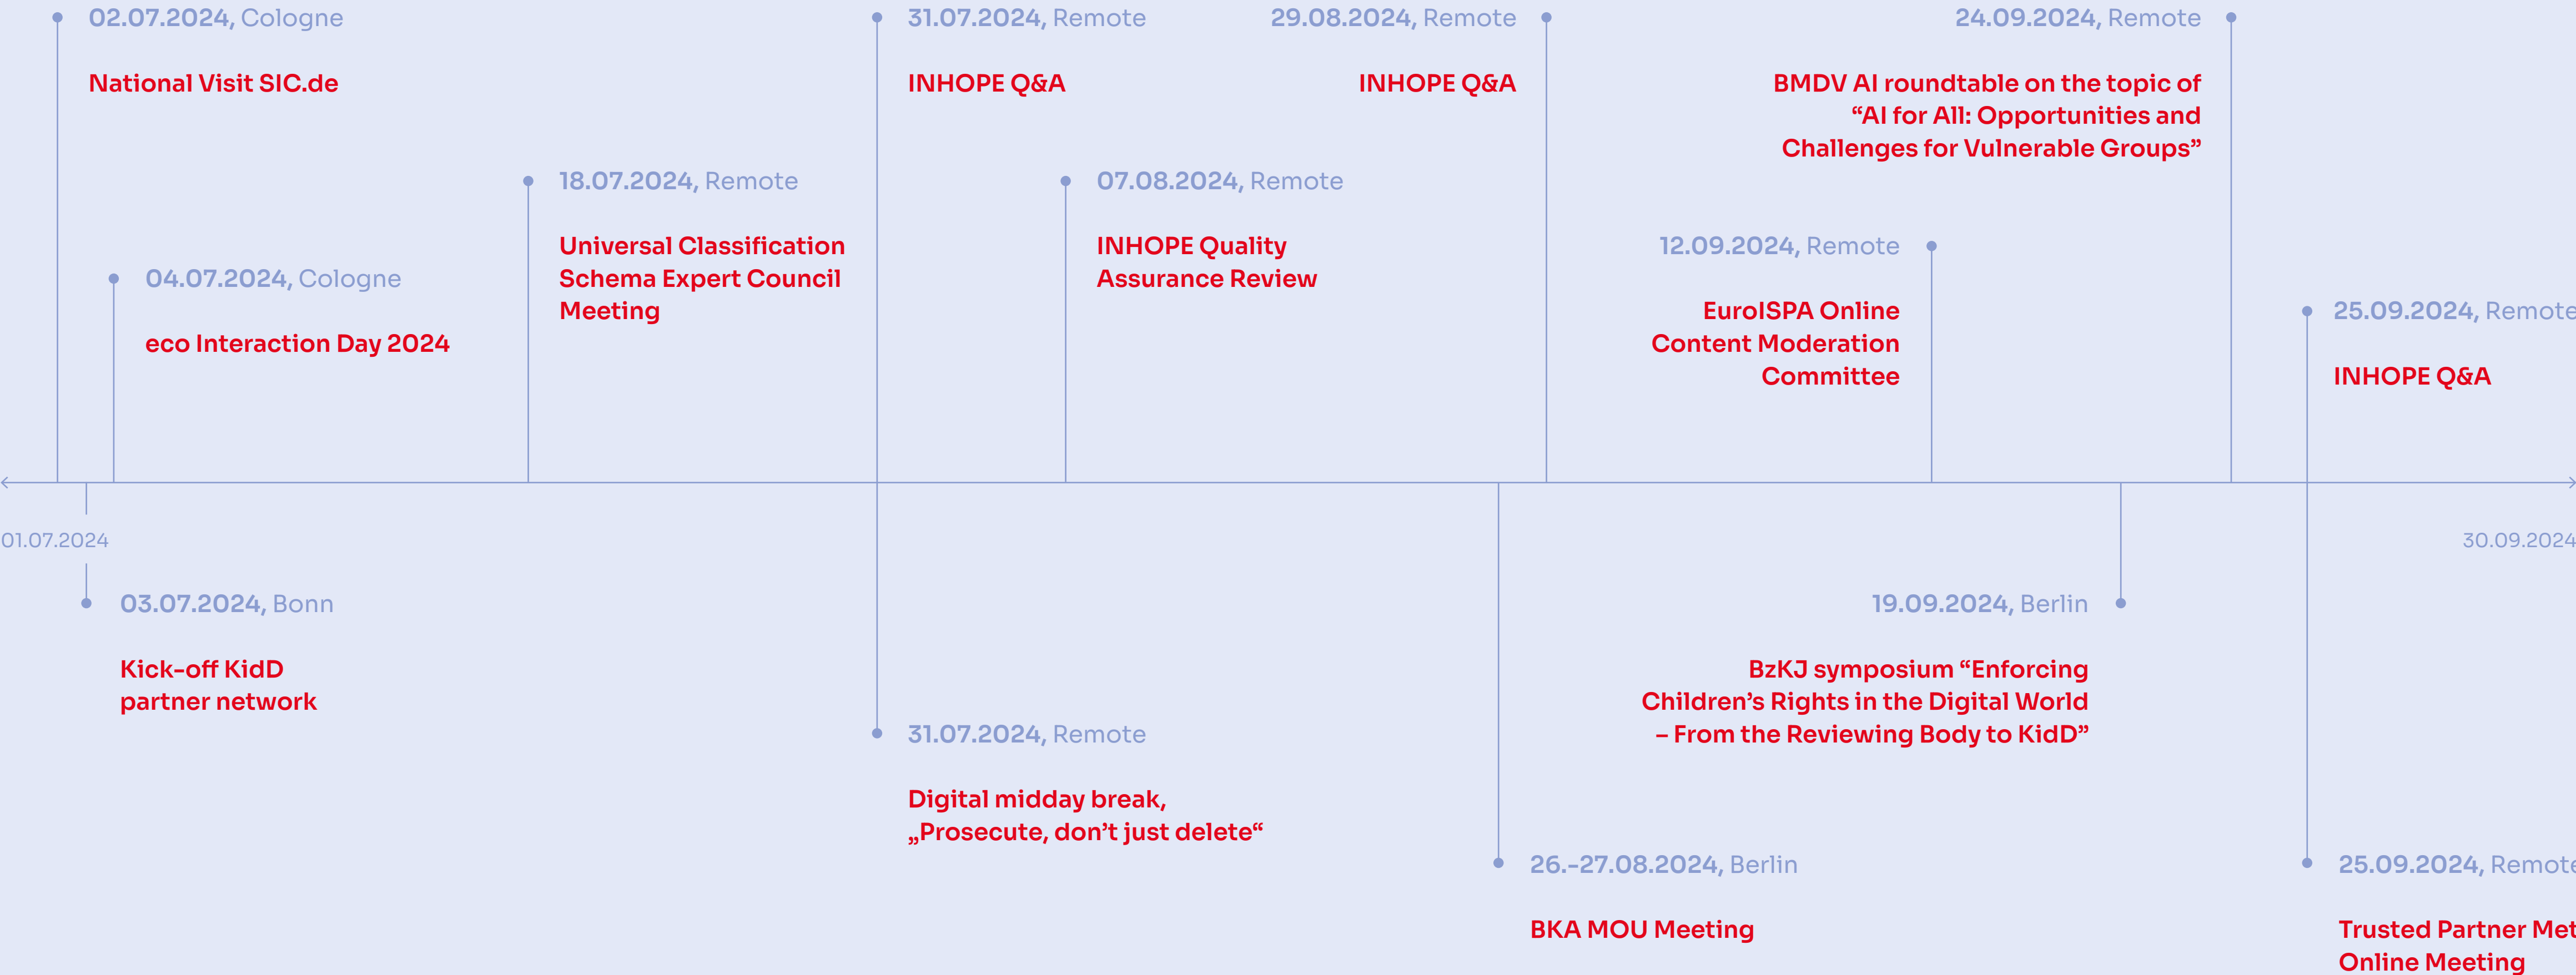 02.07.2024, Cologne
National Visit SIC.de
04.07.2024, Cologne
eco Interaction Day 2024
18.07.2024, Remote
Universal Classification
Schema Expert Council
Meeting
31.07.2024, Remote
INHOPE Q&A
07.08.2024, Remote
INHOPE Quality
Assurance Review
29.08.2024, Remote
INHOPE Q&A
12.09.2024, Remote
EuroISPA Online
Content Moderation
Committee
24.09.2024, Remote
BMDV AI roundtable on the topic of
“AI for All: Opportunities and
Challenges for Vulnerable Groups”
25.09.2024, Remote
INHOPE Q&A
01.07.2024
30.09.2024
03.07.2024, Bonn
Kick-off KidD
partner network
31.07.2024, Remote
Digital midday break,
„Prosecute, don’t just delete“
26.-27.08.2024, Berlin
BKA MOU Meeting
19.09.2024, Berlin
BzKJ symposium “Enforcing
Children’s Rights in the Digital World
– From the Reviewing Body to KidD”
25.09.2024, Remote
Trusted Partner
Online Meeting